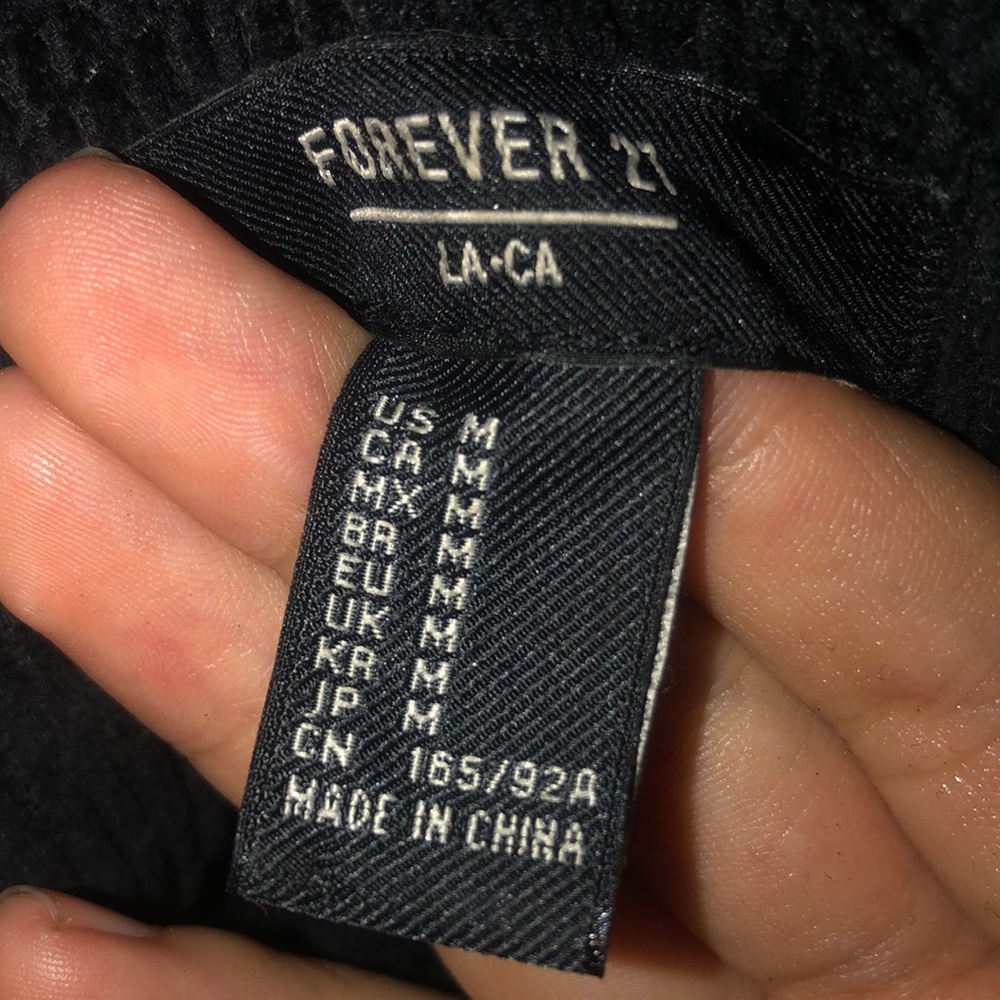 FOREVER 21
LA·CA
US M
CA M
MX M
BR M
EU M
UK M
KR M
JP M
CN 165/92A
MADE IN CHINA